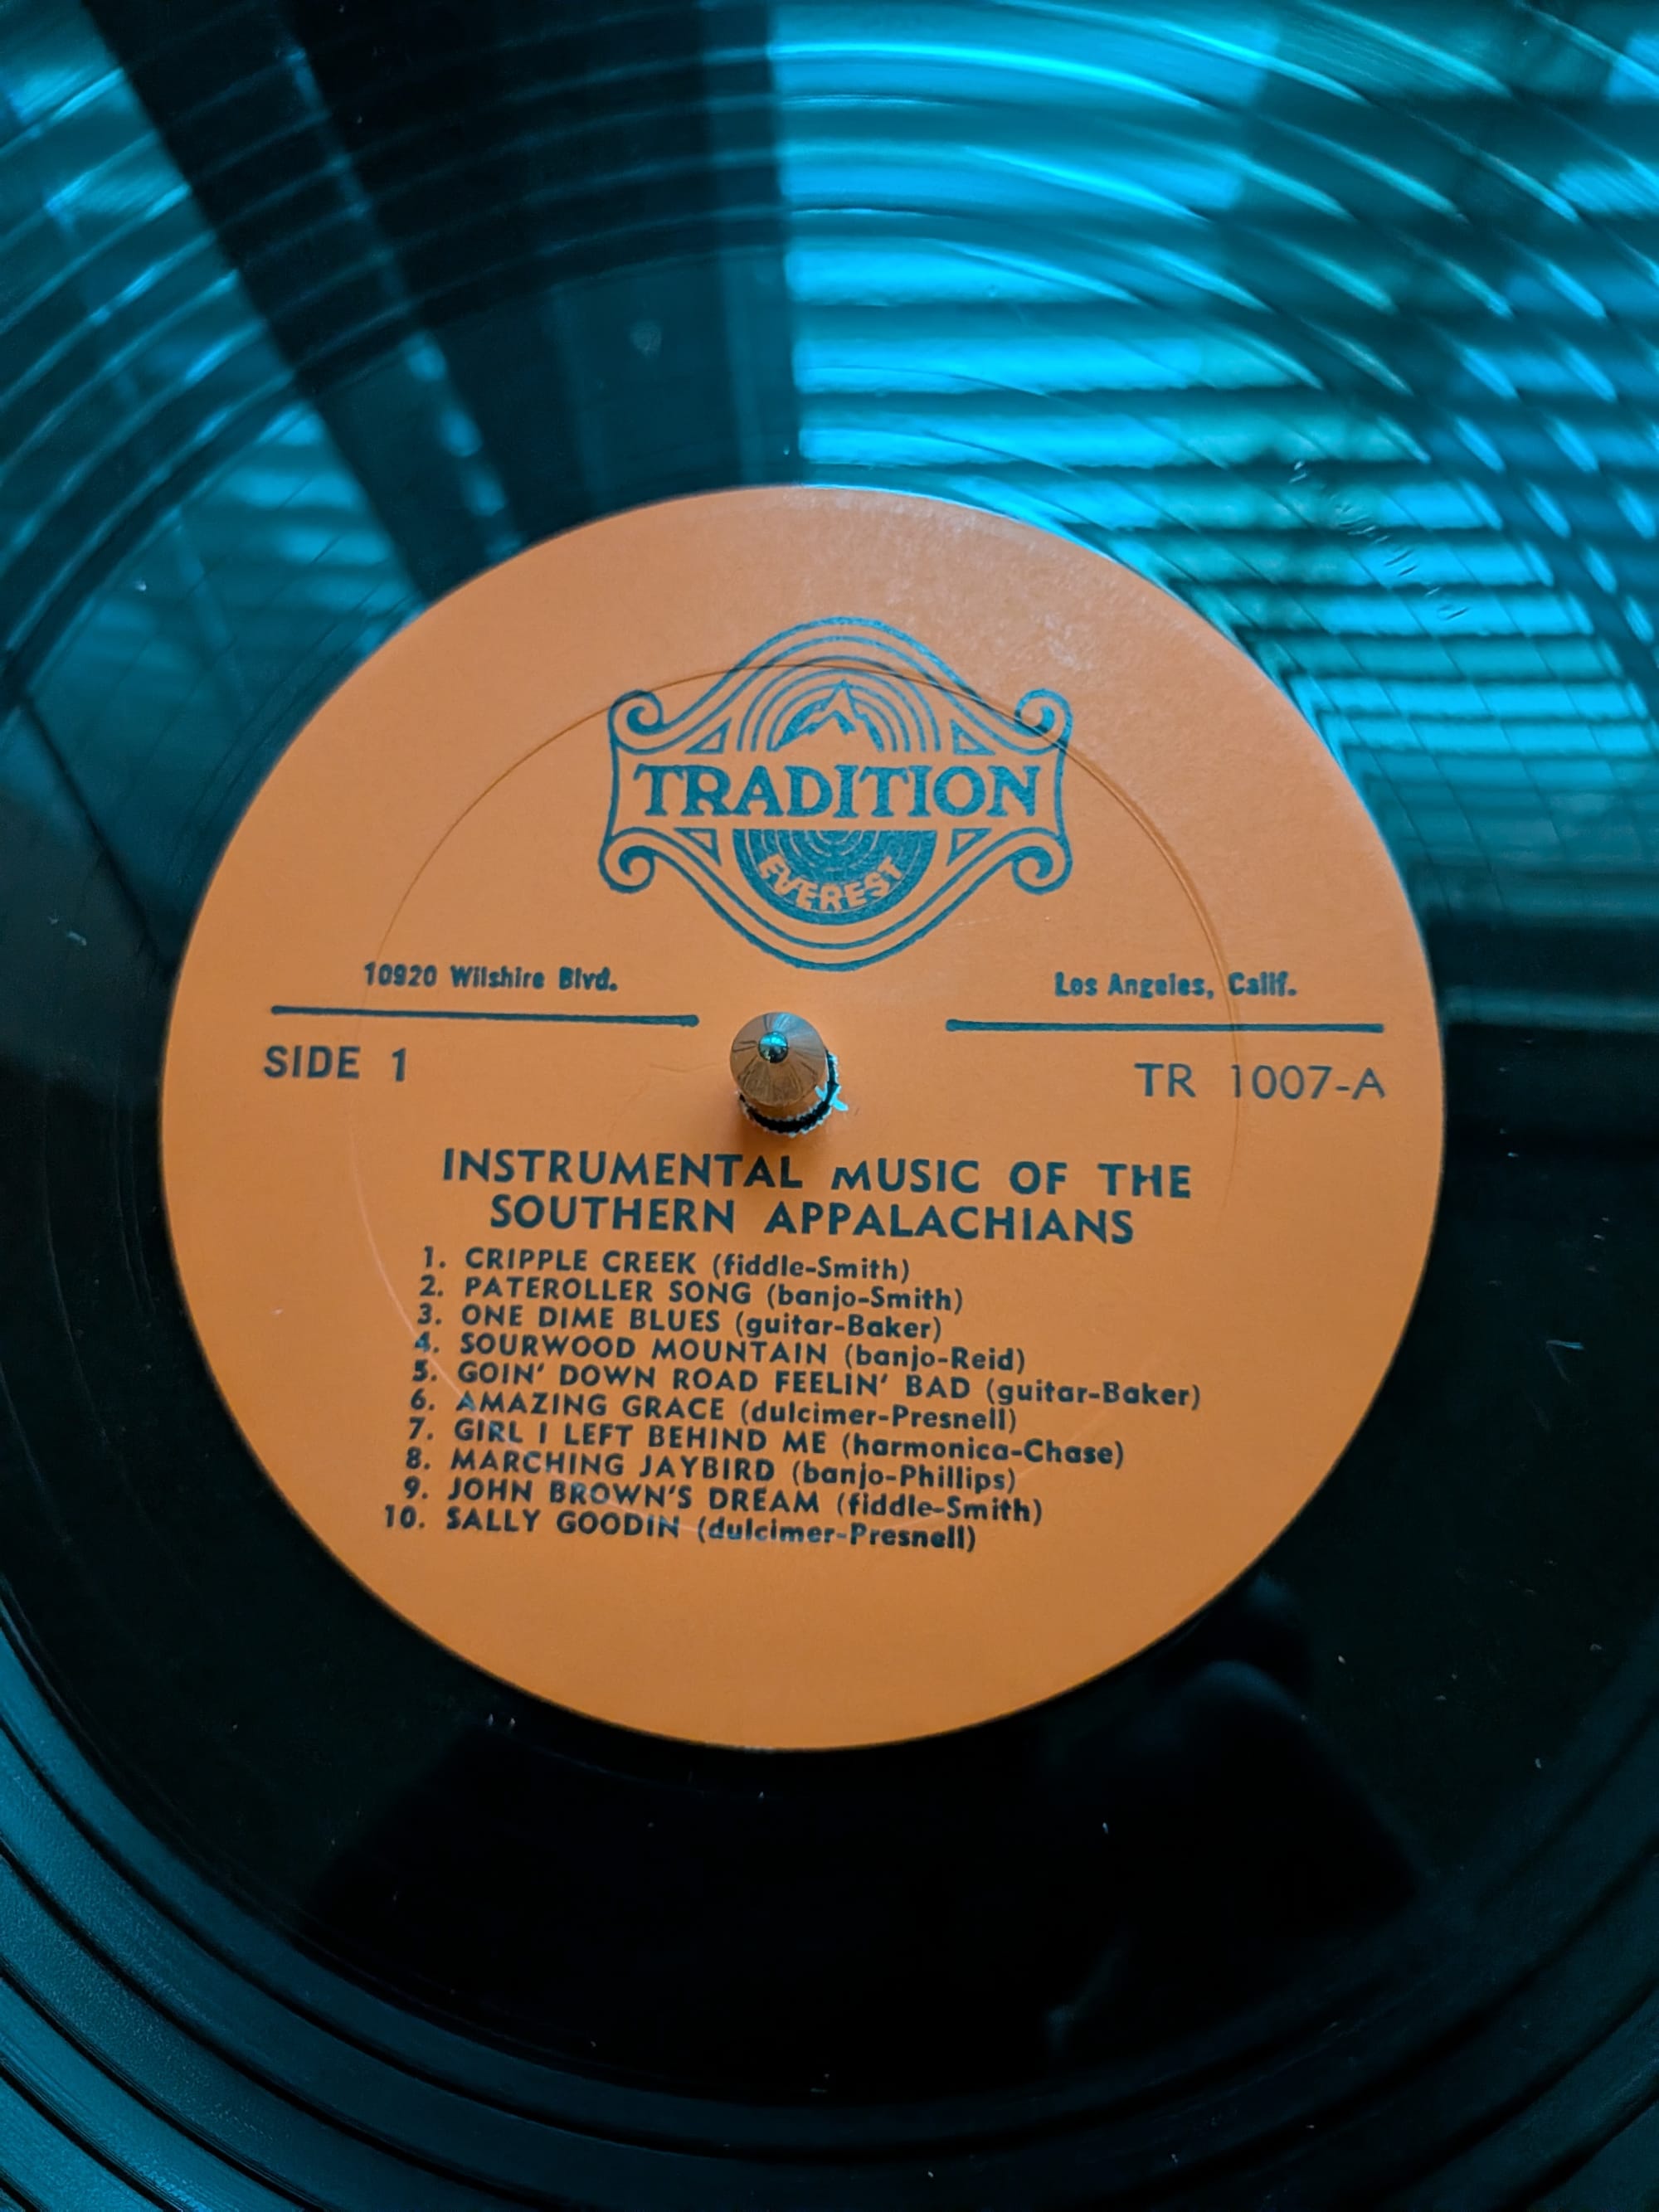 TRADITION
EVEREST
10920 Wilshire Blvd.
Los Angeles, Calif.
SIDE 1
TR 1007-A
INSTRUMENTAL MUSIC OF THE
SOUTHERN APPALACHIANS
1. CRIPPLE CREEK (fiddle-Smith)
2. PATEROLLER SONG (banjo-Smith)
3. ONE DIME BLUES (guitar-Baker)
4. SOURWOOD MOUNTAIN (banjo-Reid)
5. GOIN' DOWN ROAD FEELIN' BAD (guitar-Baker)
6. AMAZING GRACE (dulcimer-Presnell)
7. GIRL I LEFT BEHIND ME (harmonica-Chase)
8. MARCHING JAYBIRD (banjo-Phillips)
9. JOHN BROWN'S DREAM (fiddle-Smith)
10. SALLY GOODIN (dulcimer-Presnell)